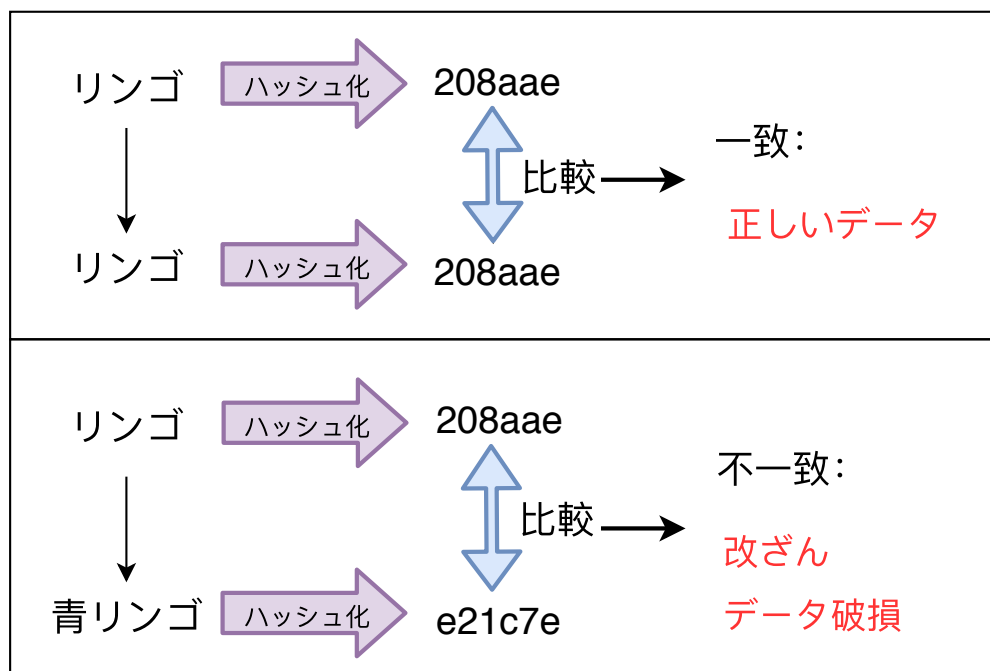 リンゴ
ハッシュ化
208aae
比較
一致：
正しいデータ
リンゴ
ハッシュ化
208aae
リンゴ
ハッシュ化
208aae
比較
不一致：
改ざん
データ破損
青リンゴ
ハッシュ化
e21c7e